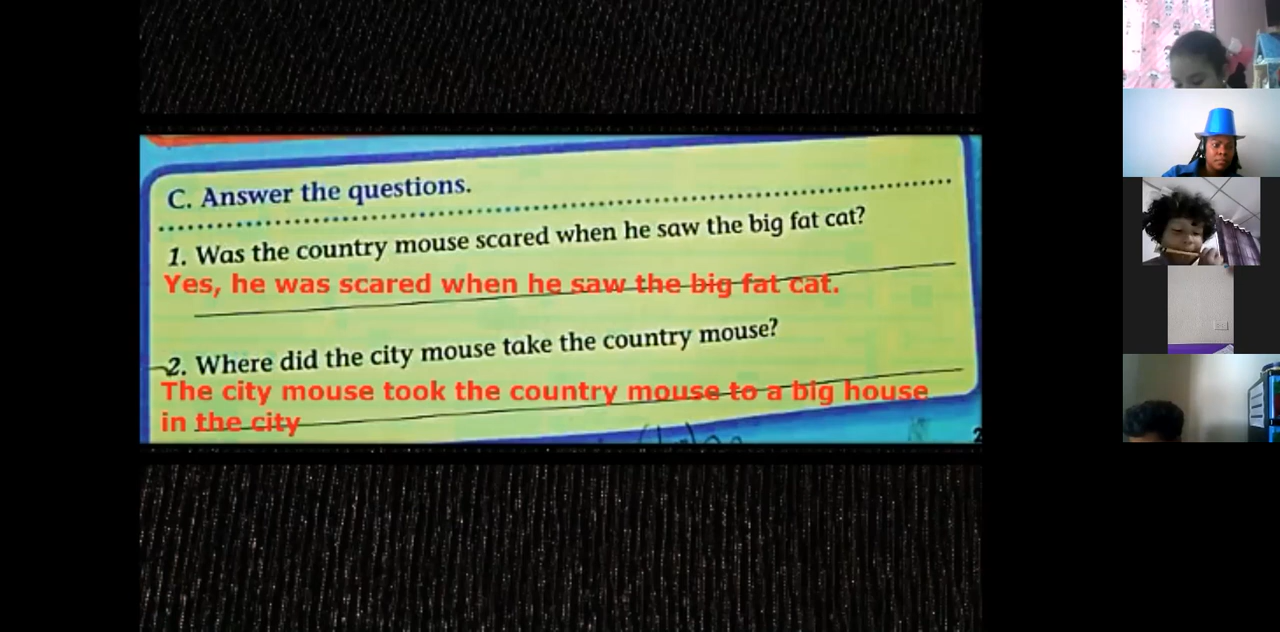 C. Answer the questions.
1. Was the country mouse scared when he saw the big fat cat?
Yes, he was scared when he saw the big fat cat.
2. Where did the city mouse take the country mouse?
The city mouse took the country mouse to a big house
in the city
2